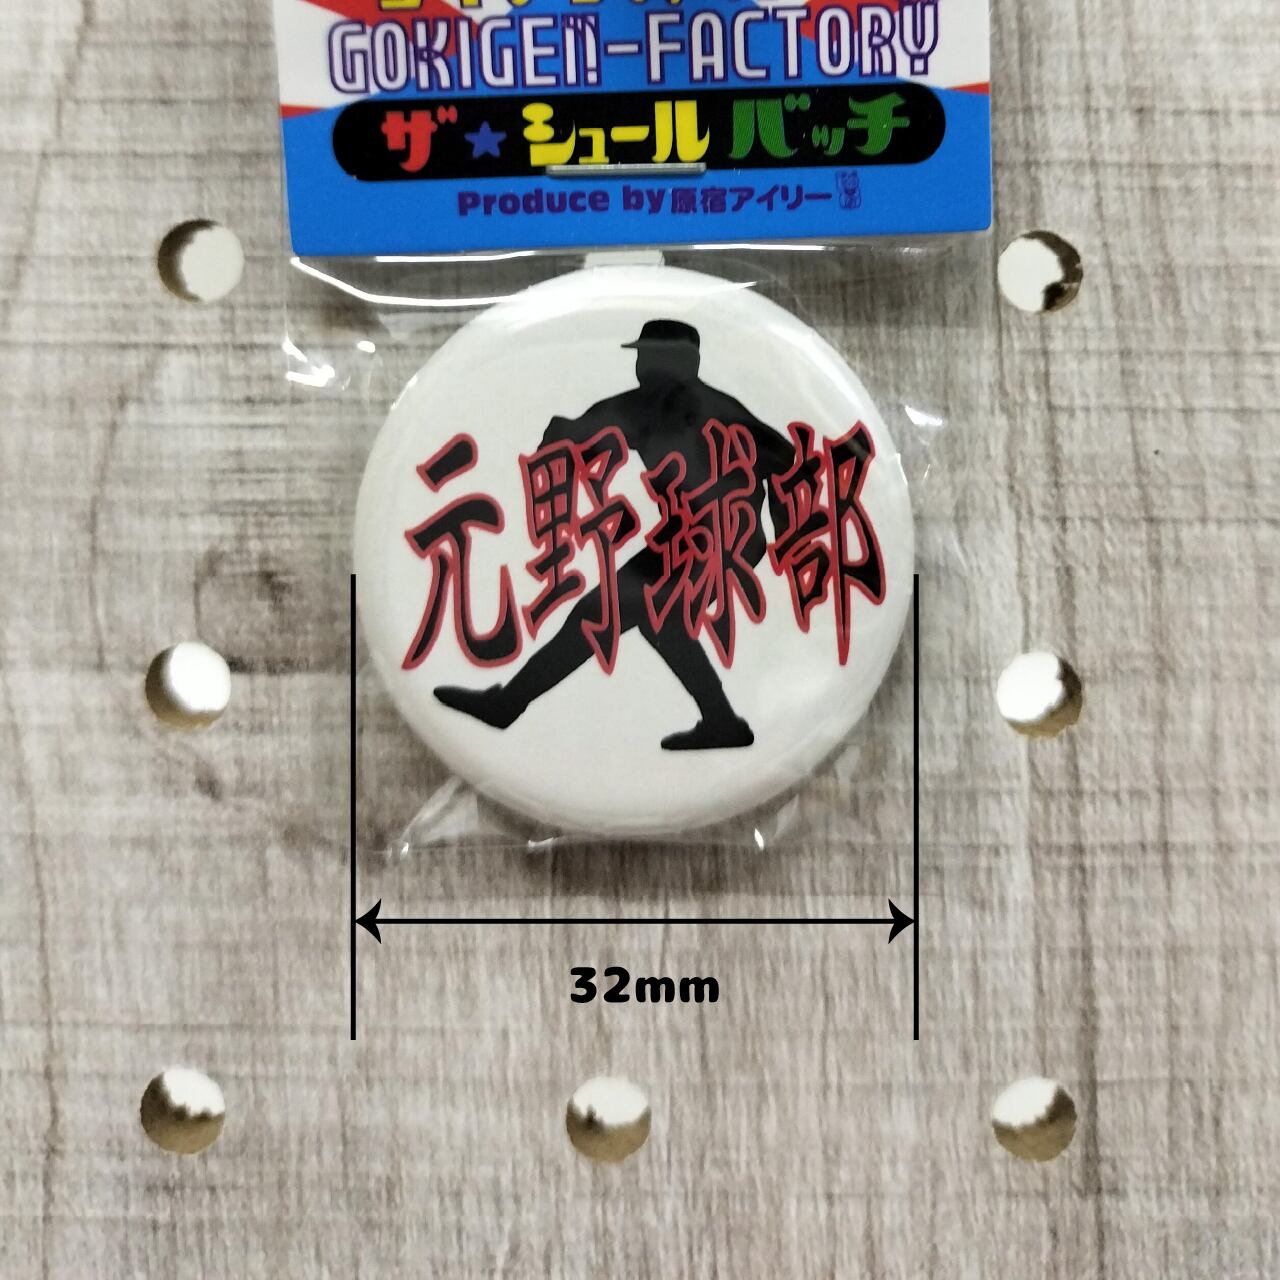 GOKIGEN-FACTORY
ザ★シュールバッチ
Produce by 原宿アイリー
元野球部
32mm